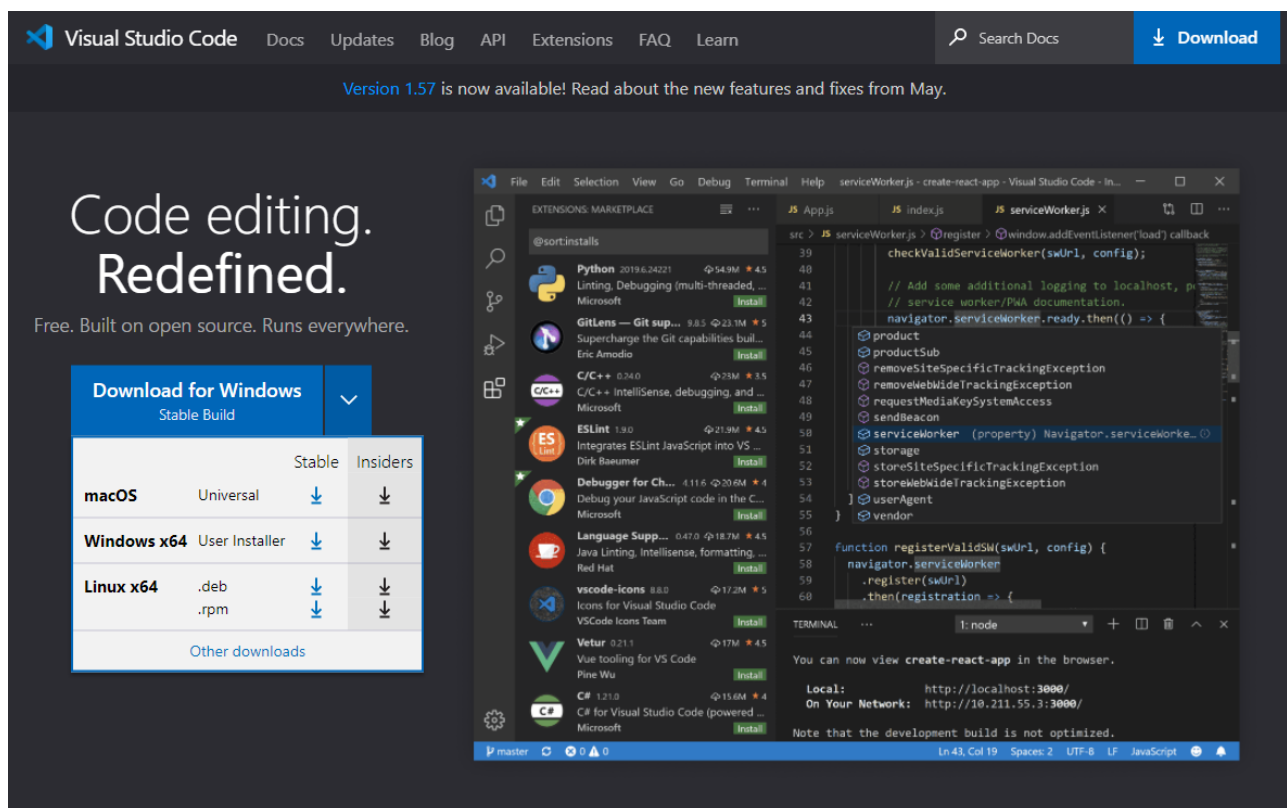 Visual Studio Code Docs Updates Blog API Extensions FAQ Learn Search Docs Download
Version 1.57 is now available! Read about the new features and fixes from May.
Code editing.
Redefined.
Free. Built on open source. Runs everywhere.
Download for Windows
Stable Build
Stable Insiders
macOS Universal
Windows x64 User Installer
Linux x64 .deb
.rpm
Other downloads
File Edit Selection View Go Debug Terminal Help serviceWorker.js - create-react-app - Visual Studio Code - In...
EXTENSIONS: MARKETPLACE
@sort:installs
Python 2019.6.24221 54.9M ★ 4.5
Linting, Debugging (multi-threaded, ...
Microsoft Install
GitLens — Git sup... 9.8.5 23.1M ★ 5
Supercharge the Git capabilities buil...
Eric Amodio Install
C/C++ 0.24.0 23M ★ 3.5
C/C++
C/C++ IntelliSense, debugging, and ...
Microsoft Install
ESLint 1.9.0 21.9M ★ 4.5
ES
Lint
Integrates ESLint JavaScript into VS ...
Dirk Baeumer Install
Debugger for Ch... 4.11.6 20.6M ★ 4
Debug your JavaScript code in the C...
Microsoft Install
Language Supp... 0.47.0 18.7M ★ 4.5
Java Linting, Intellisense, formatting, ...
Red Hat Install
vscode-icons 8.8.0 17.2M ★ 5
Icons for Visual Studio Code
VSCode Icons Team Install
Vetur 0.21.1 17M ★ 4.5
Vue tooling for VS Code
Pine Wu Install
C# 1.21.0 15.6M ★ 4
C#
C# for Visual Studio Code (powered ...
Microsoft Install
JS App.js JS index.js JS serviceWorker.js ×
src > JS serviceWorker.js > register > window.addEventListener('load') callback
39 checkValidServiceWorker(swUrl, config);
40
41 // Add some additional logging to localhost, po
42 // service worker/PWA documentation.
43 navigator.serviceWorker.ready.then(() => {
44 product
45 productSub
46 removeSiteSpecificTrackingException
47 removeWebWideTrackingException
48 requestMediaKeySystemAccess
49 sendBeacon
50 serviceWorker (property) Navigator.serviceWorke...
51 storage
52 storeSiteSpecificTrackingException
53 storeWebWideTrackingException
54 } userAgent
55 } vendor
56
57 function registerValidSW(swUrl, config) {
58 navigator.serviceWorker
59 .register(swUrl)
60 .then(registration => {
TERMINAL ... 1: node
You can now view create-react-app in the browser.
Local: http://localhost:3000/
On Your Network: http://10.211.55.3:3000/
Note that the development build is not optimized.
master 0 0 Ln 43, Col 19 Spaces: 2 UTF-8 LF JavaScript